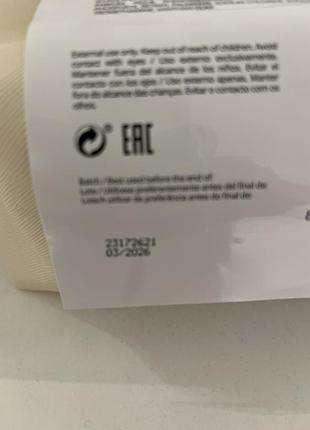 External use only. Keep out of reach of children. Avoid
contact with eyes / Uso externo exclusivamente.
Mantener fuera del alcance de los niños. Evitar el
contacto con los ojos / Uso externo apenas. Manter
fora do alcance das crianças. Evitar o contacto com os
olhos.
EAC
Batch / Best used before the end of:
Lote / Utilícese preferentemente antes del final de:
Lote/A utilizar de preferência antes do final de:
23172621
03/2026